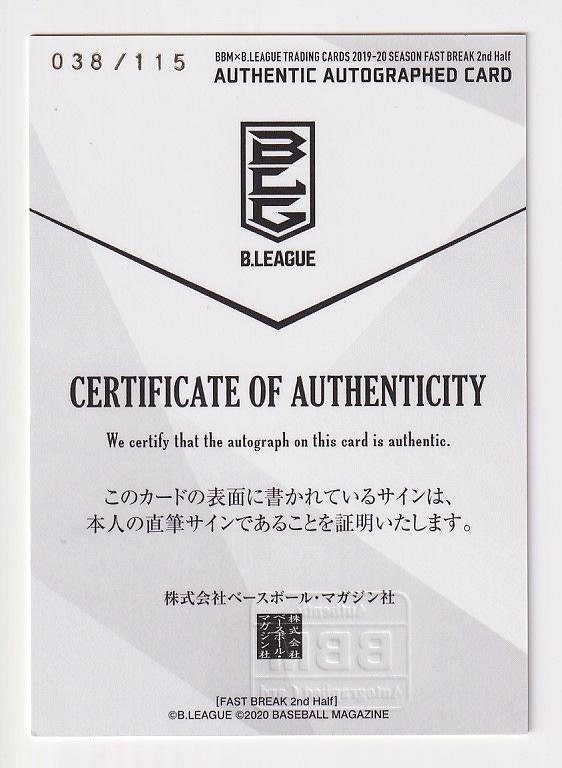 038/115
BBM×B.LEAGUE TRADING CARDS 2019-20 SEASON FAST BREAK 2nd Half
AUTHENTIC AUTOGRAPHED CARD
BLG
B.LEAGUE
CERTIFICATE OF AUTHENTICITY
We certify that the autograph on this card is authentic.
このカードの表面に書かれているサインは、
本人の直筆サインであることを証明いたします。
株式会社ベースボール・マガジン社
株式会社
ベースボール・
マガジン社
Authentic
BBM
Autographed Card
[FAST BREAK 2nd Half]
©B.LEAGUE ©2020 BASEBALL MAGAZINE